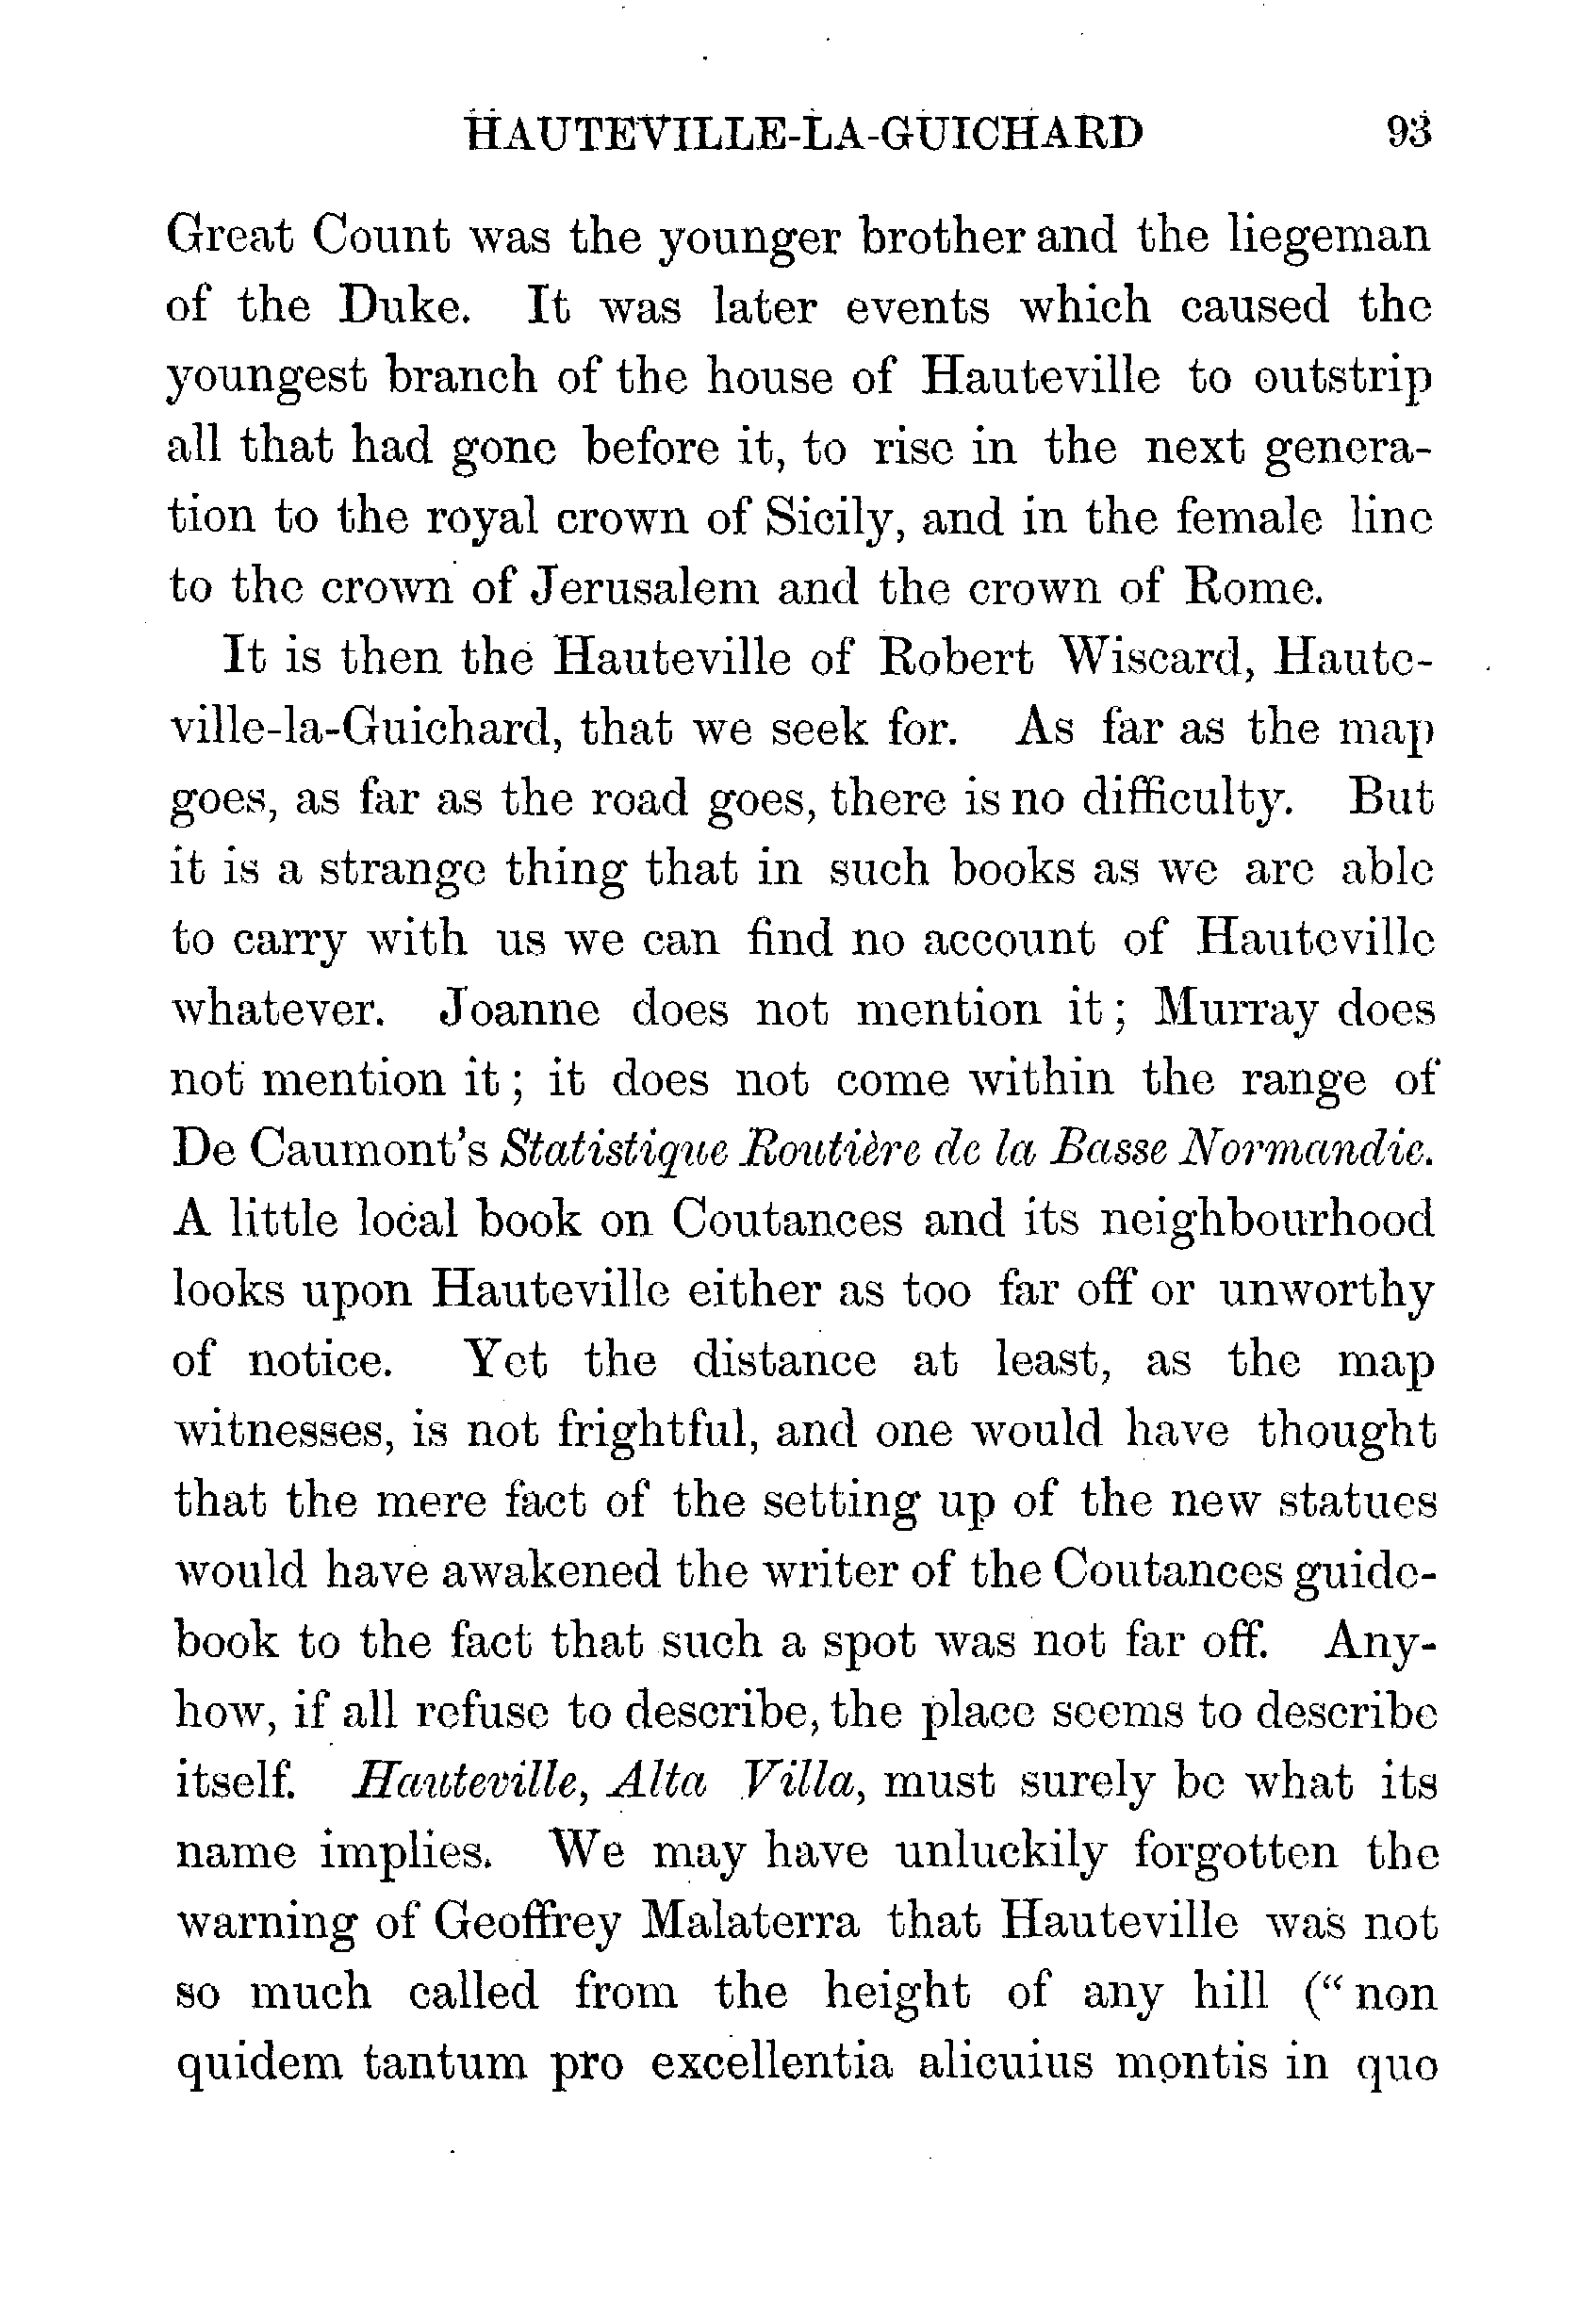 HAUTEVILLE-LA-GUICHARD 93
Great Count was the younger brother and the liegeman
of the Duke. It was later events which caused the
youngest branch of the house of Hauteville to outstrip
all that had gone before it, to rise in the next genera-
tion to the royal crown of Sicily, and in the female line
to the crown of Jerusalem and the crown of Rome.
It is then the Hauteville of Robert Wiscard, Haute-
ville-la-Guichard, that we seek for. As far as the map
goes, as far as the road goes, there is no difficulty. But
it is a strange thing that in such books as we are able
to carry with us we can find no account of Hauteville
whatever. Joanne does not mention it; Murray does
not mention it; it does not come within the range of
De Caumont's Statistique Routière de la Basse Normandie.
A little local book on Coutances and its neighbourhood
looks upon Hauteville either as too far off or unworthy
of notice. Yet the distance at least, as the map
witnesses, is not frightful, and one would have thought
that the mere fact of the setting up of the new statues
would have awakened the writer of the Coutances guide-
book to the fact that such a spot was not far off. Any-
how, if all refuse to describe, the place seems to describe
itself. Hauteville, Alta Villa, must surely be what its
name implies. We may have unluckily forgotten the
warning of Geoffrey Malaterra that Hauteville was not
so much called from the height of any hill (“non
quidem tantum pro excellentia alicuius montis in quo